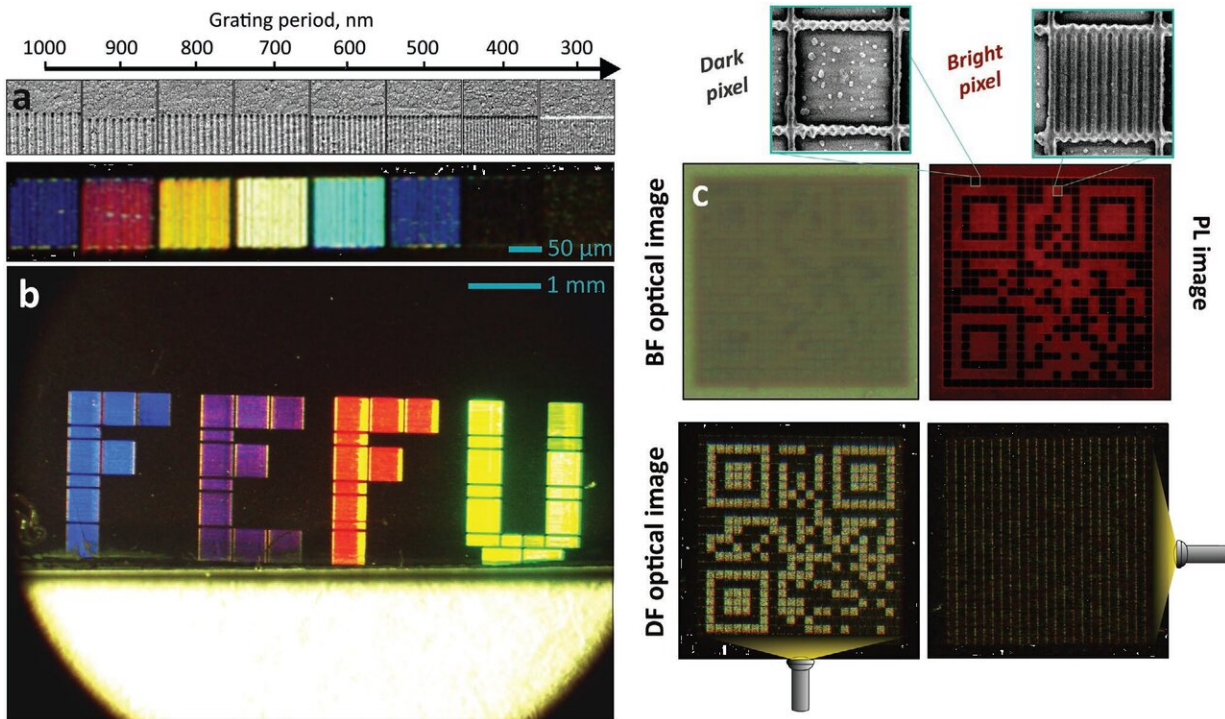 Grating period, nm
1000 900 800 700 600 500 400 300
a
50 µm
b
1 mm
FEFU
Dark
pixel
Bright
pixel
c
BF optical image
PL image
DF optical image